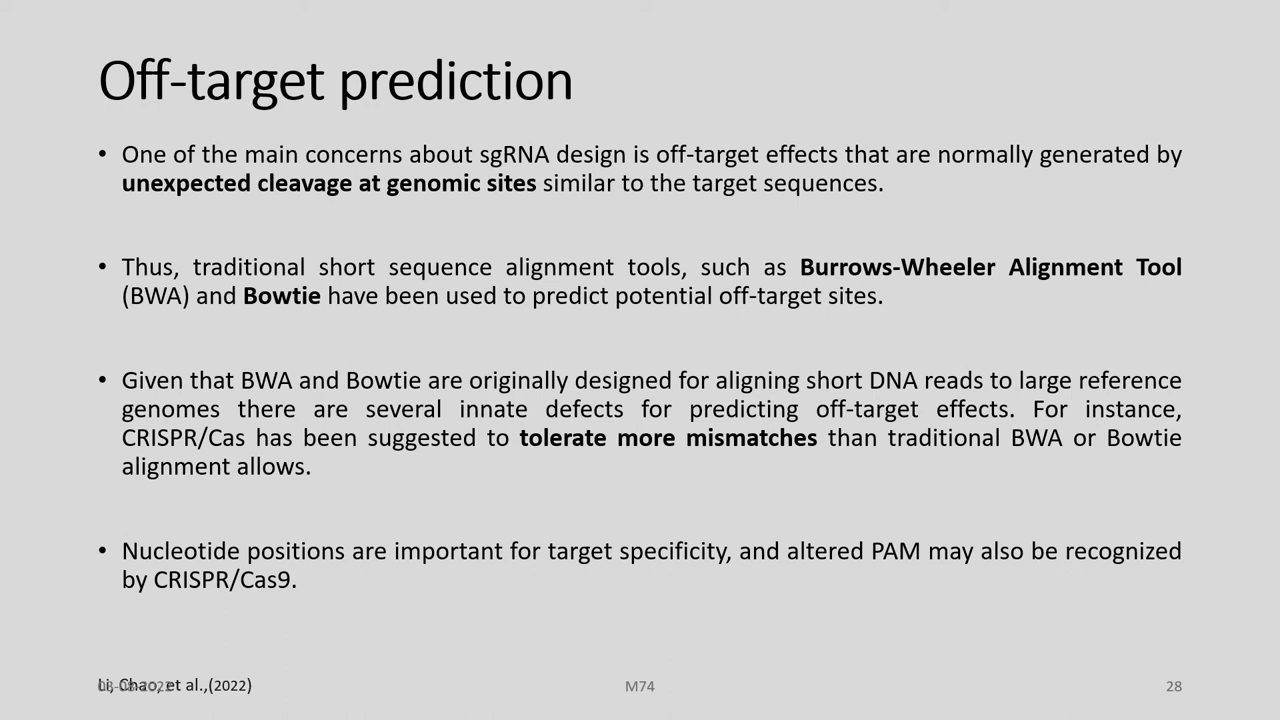 Off-target prediction
• One of the main concerns about sgRNA design is off-target effects that are normally generated by
unexpected cleavage at genomic sites similar to the target sequences.
• Thus, traditional short sequence alignment tools, such as Burrows-Wheeler Alignment Tool
(BWA) and Bowtie have been used to predict potential off-target sites.
• Given that BWA and Bowtie are originally designed for aligning short DNA reads to large reference
genomes there are several innate defects for predicting off-target effects. For instance,
CRISPR/Cas has been suggested to tolerate more mismatches than traditional BWA or Bowtie
alignment allows.
• Nucleotide positions are important for target specificity, and altered PAM may also be recognized
by CRISPR/Cas9.
Chao, et al.,(2022)
M74
28